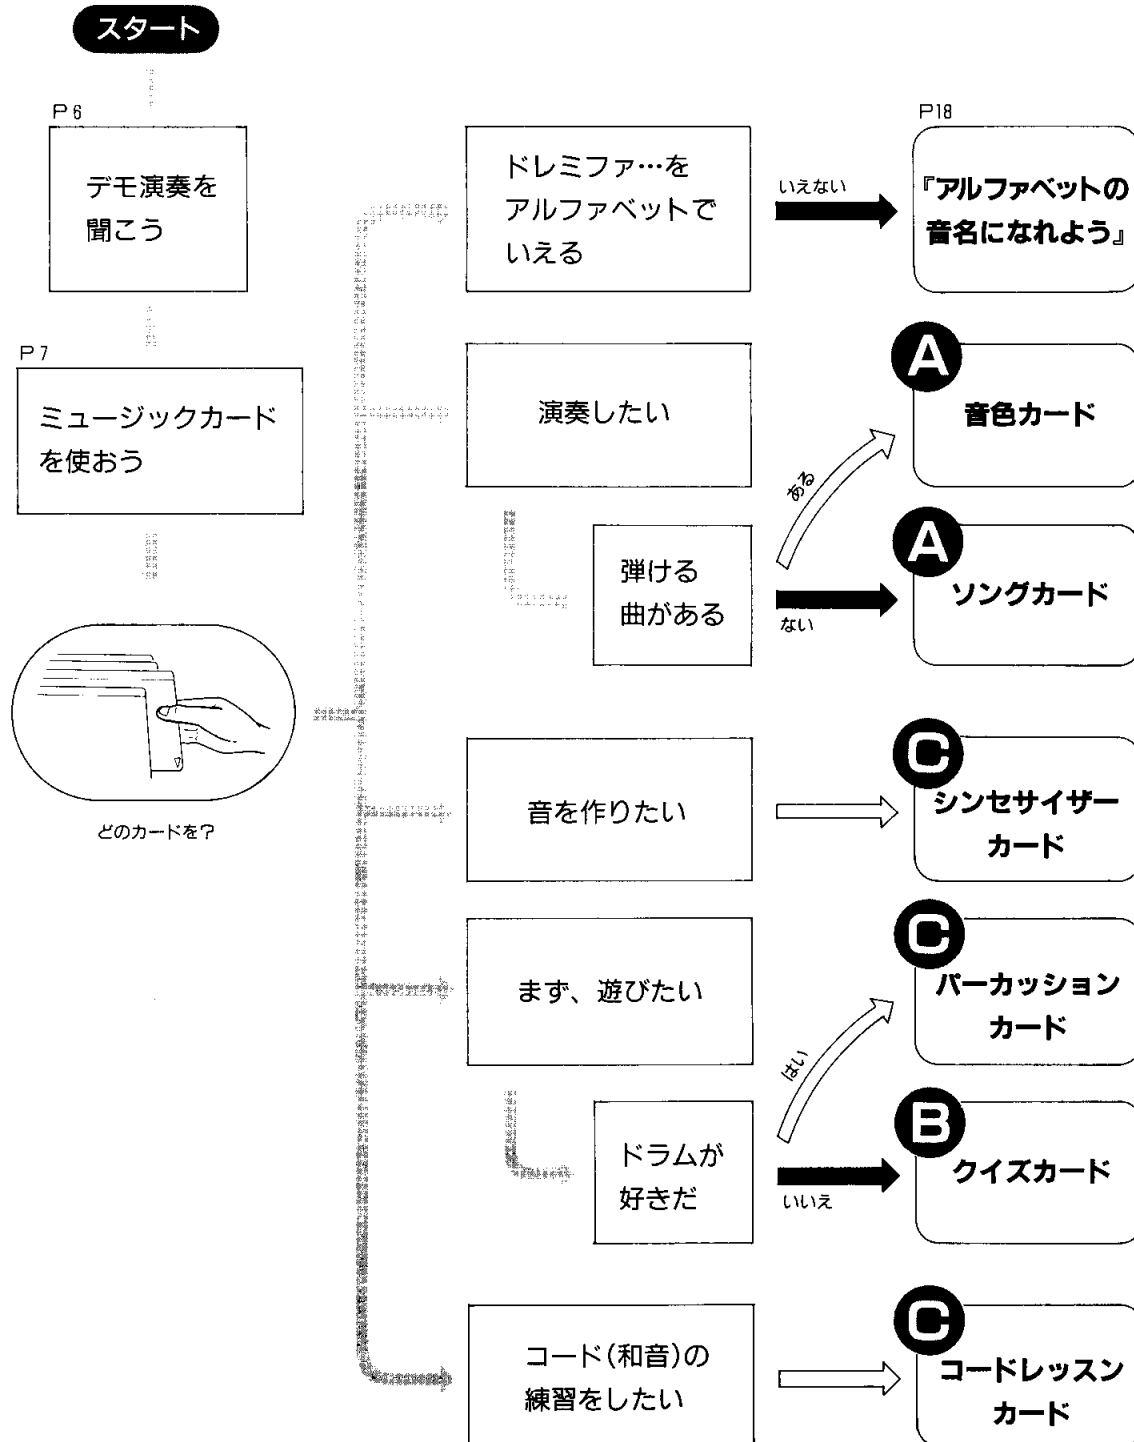 スタート
P6
デモ演奏を
聞こう
P7
ミュージックカード
を使おう
どのカードを?
ドレミファ…を
アルファベットで
いえる
いえない
P18
『アルファベットの
音名になれよう』
演奏したい
弾ける
曲がある
ある
A
音色カード
ない
A
ソングカード
音を作りたい
C
シンセサイザー
カード
まず、遊びたい
ドラムが
好きだ
はい
C
パーカッション
カード
いいえ
B
クイズカード
コード(和音)の
練習をしたい
C
コードレッスン
カード